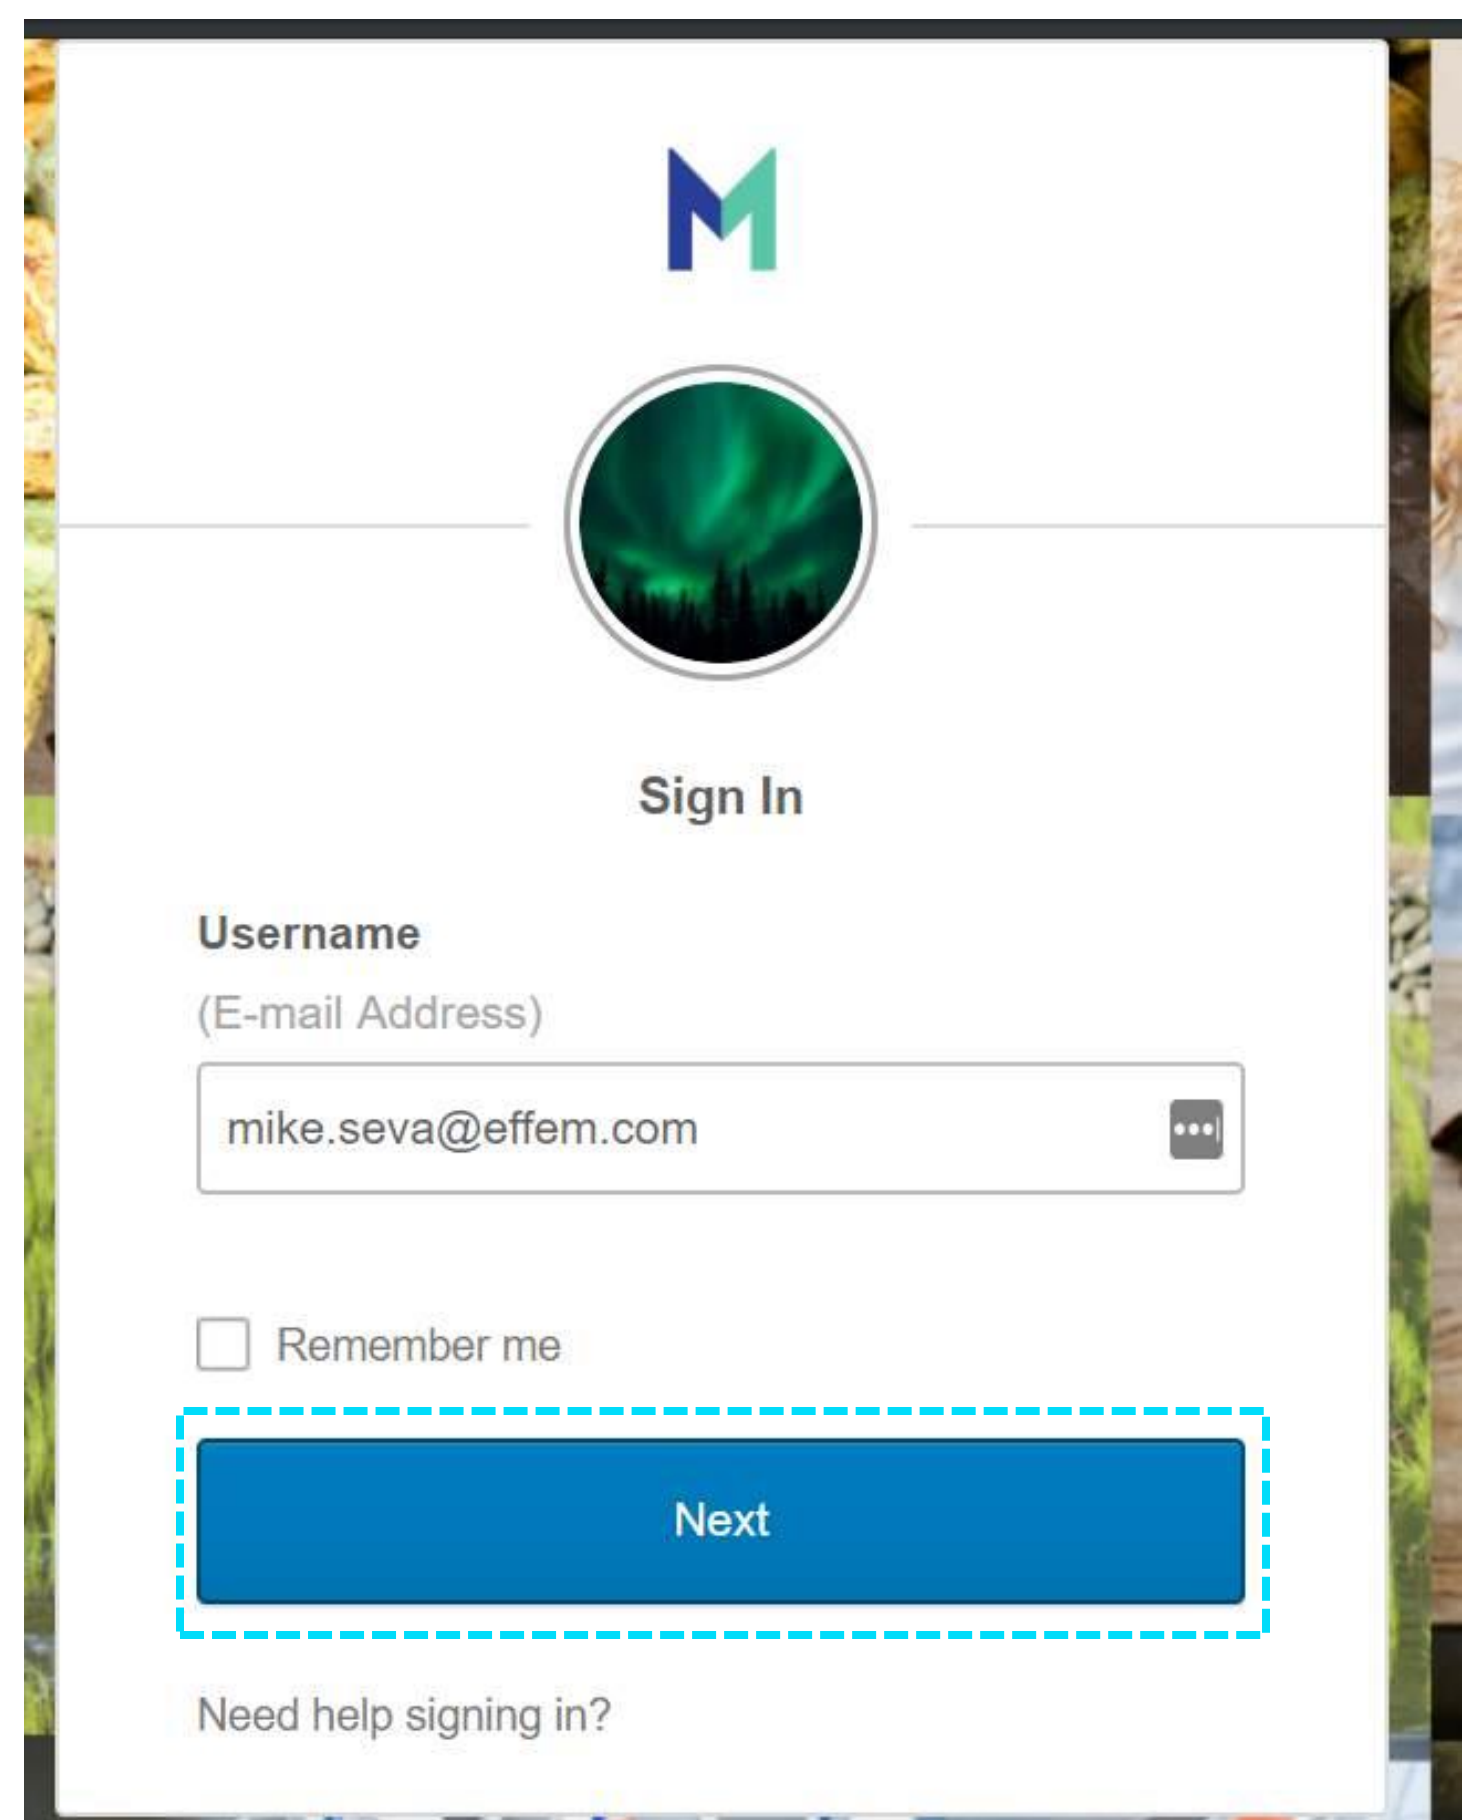 M
Sign In
Username
(E-mail Address)
mike.seva@effem.com
Remember me
Next
Need help signing in?